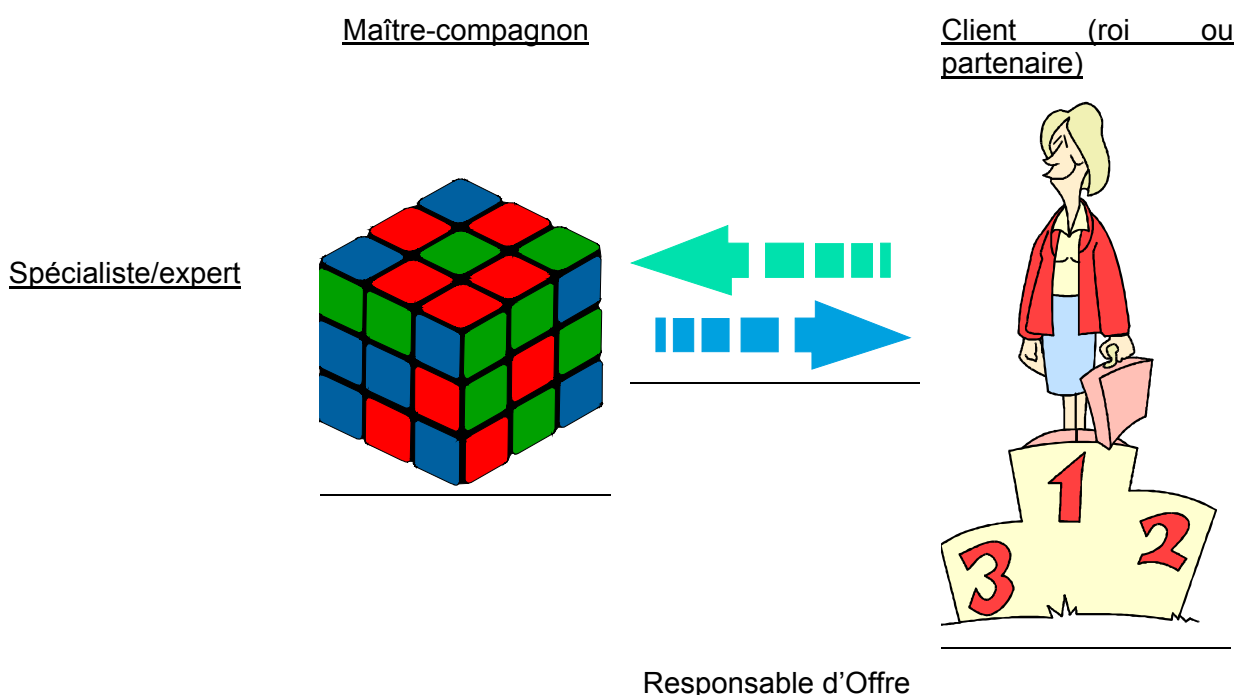 Maître-compagnon
Client (roi ou
partenaire)
Spécialiste/expert
1
2
3
Responsable d'Offre